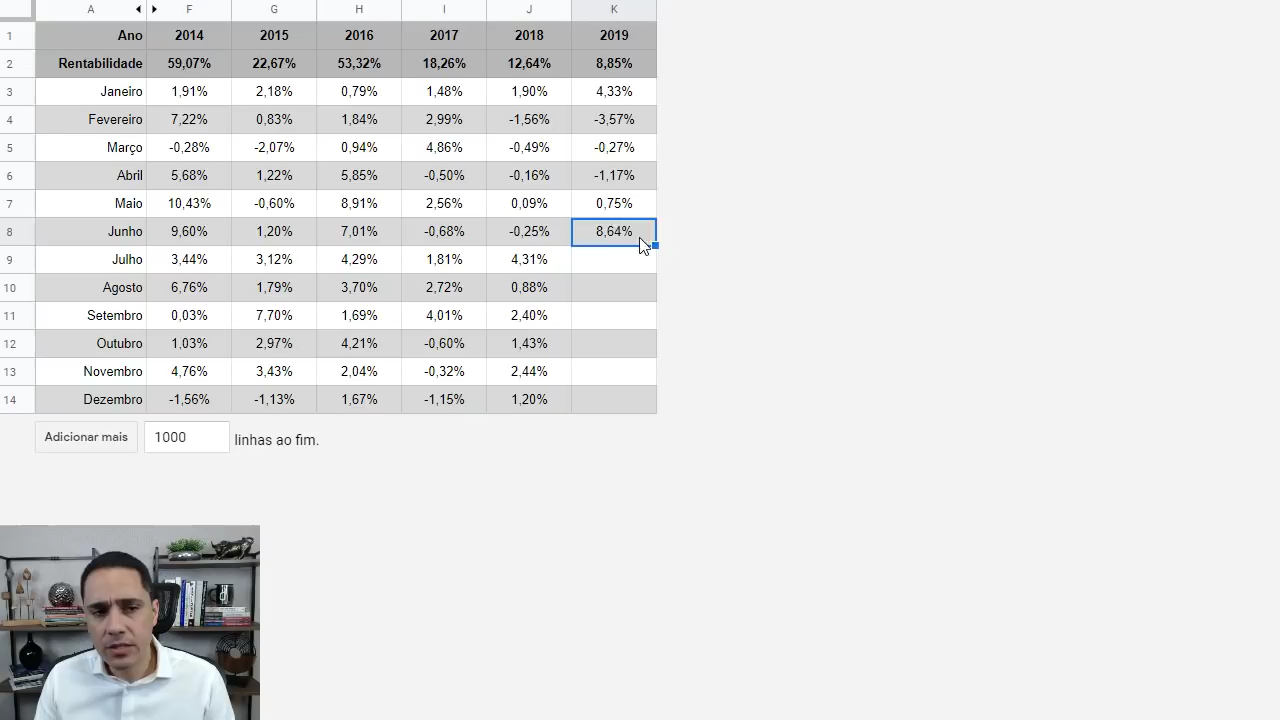 A F G H I J K
1 Ano 2014 2015 2016 2017 2018 2019
2 Rentabilidade 59,07% 22,67% 53,32% 18,26% 12,64% 8,85%
3 Janeiro 1,91% 2,18% 0,79% 1,48% 1,90% 4,33%
4 Fevereiro 7,22% 0,83% 1,84% 2,99% -1,56% -3,57%
5 Março -0,28% -2,07% 0,94% 4,86% -0,49% -0,27%
6 Abril 5,68% 1,22% 5,85% -0,50% -0,16% -1,17%
7 Maio 10,43% -0,60% 8,91% 2,56% 0,09% 0,75%
8 Junho 9,60% 1,20% 7,01% -0,68% -0,25% 8,64%
9 Julho 3,44% 3,12% 4,29% 1,81% 4,31%
10 Agosto 6,76% 1,79% 3,70% 2,72% 0,88%
11 Setembro 0,03% 7,70% 1,69% 4,01% 2,40%
12 Outubro 1,03% 2,97% 4,21% -0,60% 1,43%
13 Novembro 4,76% 3,43% 2,04% -0,32% 2,44%
14 Dezembro -1,56% -1,13% 1,67% -1,15% 1,20%
Adicionar mais 1000 linhas ao fim.